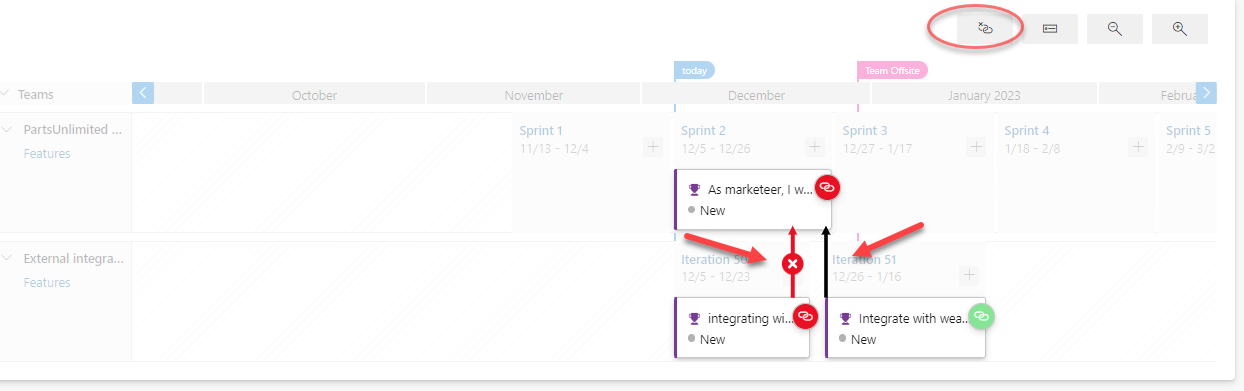 today
Team Offsite
Teams
October
November
December
January 2023
Februa
PartsUnlimited ...
Features
Sprint 1
11/13 - 12/4
Sprint 2
12/5 - 12/26
Sprint 3
12/27 - 1/17
Sprint 4
1/18 - 2/8
Sprint 5
2/9 - 3/2
As marketeer, I w...
New
External integra...
Features
Iteration 50
12/5 - 12/23
Iteration 51
12/26 - 1/16
integrating wi...
New
Integrate with wea...
New